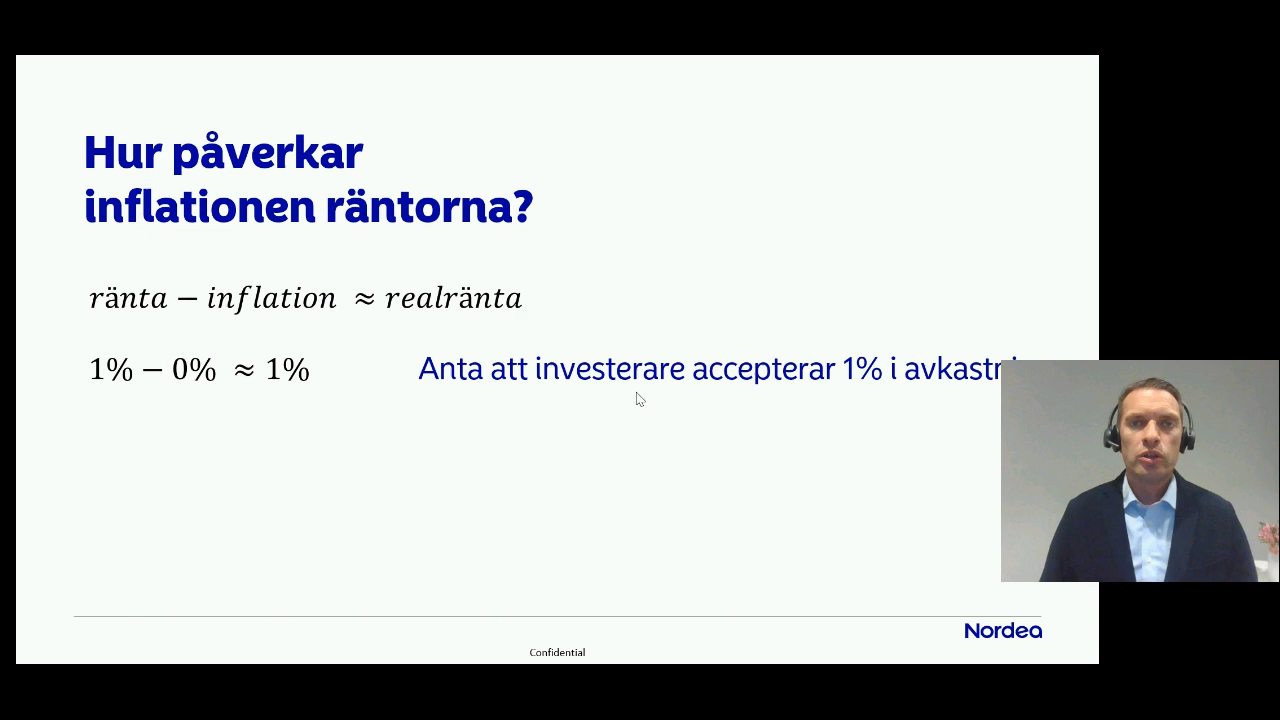 Hur påverkar
inflationen räntorna?
ränta − inflation ≈ realränta
1% − 0% ≈ 1%
Anta att investerare accepterar 1% i
Nordea
Confidential